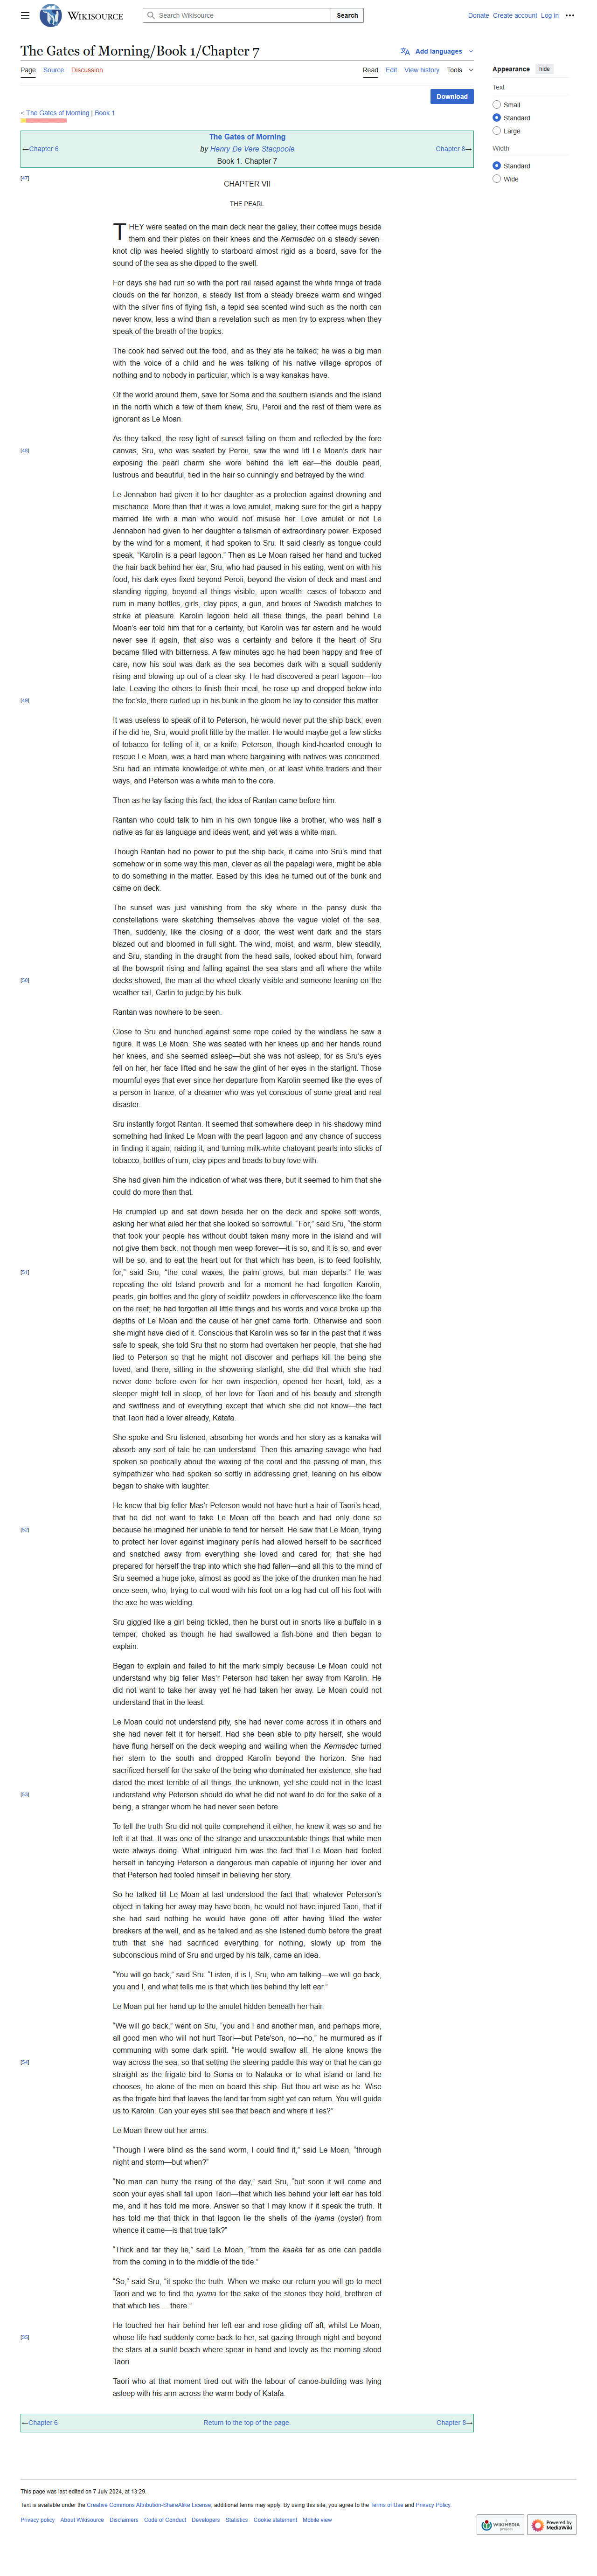 WIKISOURCE
Search Wikisource
Search
Donate Create account Log in
The Gates of Morning/Book 1/Chapter 7
Add languages
Page Source Discussion
Read Edit View history Tools
Download
Appearance hide
Text
Small
Standard
Large
Width
Standard
Wide
< The Gates of Morning | Book 1
The Gates of Morning
←Chapter 6
by Henry De Vere Stacpoole
Chapter 8→
Book 1. Chapter 7
[47]
CHAPTER VII
THE PEARL
THEY were seated on the main deck near the galley, their coffee mugs beside
them and their plates on their knees and the Kermadec on a steady seven-
knot clip was heeled slightly to starboard almost rigid as a board, save for the
sound of the sea as she dipped to the swell.
For days she had run so with the port rail raised against the white fringe of trade
clouds on the far horizon, a steady list from a steady breeze warm and winged
with the silver fins of flying fish, a tepid sea-scented wind such as the north can
never know, less a wind than a revelation such as men try to express when they
speak of the breath of the tropics.
The cook had served out the food, and as they ate he talked; he was a big man
with the voice of a child and he was talking of his native village apropos of
nothing and to nobody in particular, which is a way kanakas have.
Of the world around them, save for Soma and the southern islands and the island
in the north which a few of them knew, Sru, Peroii and the rest of them were as
ignorant as Le Moan.
As they talked, the rosy light of sunset falling on them and reflected by the fore
[48]
canvas, Sru, who was seated by Peroii, saw the wind lift Le Moan's dark hair
exposing the pearl charm she wore behind the left ear—the double pearl,
lustrous and beautiful, tied in the hair so cunningly and betrayed by the wind.
Le Jennabon had given it to her daughter as a protection against drowning and
mischance. More than that it was a love amulet, making sure for the girl a happy
married life with a man who would not misuse her. Love amulet or not Le
Jennabon had given to her daughter a talisman of extraordinary power. Exposed
by the wind for a moment, it had spoken to Sru. It said clearly as tongue could
speak, "Karolin is a pearl lagoon." Then as Le Moan raised her hand and tucked
the hair back behind her ear, Sru, who had paused in his eating, went on with his
food, his dark eyes fixed beyond Peroii, beyond the vision of deck and mast and
standing rigging, beyond all things visible, upon wealth: cases of tobacco and
rum in many bottles, girls, clay pipes, a gun, and boxes of Swedish matches to
strike at pleasure. Karolin lagoon held all these things, the pearl behind Le
Moan's ear told him that for a certainty, but Karolin was far astern and he would
never see it again, that also was a certainty and before it the heart of Sru
became filled with bitterness. A few minutes ago he had been happy and free of
care, now his soul was dark as the sea becomes dark with a squall suddenly
rising and blowing up out of a clear sky. He had discovered a pearl lagoon—too
late. Leaving the others to finish their meal, he rose up and dropped below into
[49]
the foc'sle, there curled up in his bunk in the gloom he lay to consider this matter.
It was useless to speak of it to Peterson, he would never put the ship back; even
if he did he, Sru, would profit little by the matter. He would maybe get a few sticks
of tobacco for telling of it, or a knife. Peterson, though kind-hearted enough to
rescue Le Moan, was a hard man where bargaining with natives was concerned.
Sru had an intimate knowledge of white men, or at least white traders and their
ways, and Peterson was a white man to the core.
Then as he lay facing this fact, the idea of Rantan came before him.
Rantan who could talk to him in his own tongue like a brother, who was half a
native as far as language and ideas went, and yet was a white man.
Though Rantan had no power to put the ship back, it came into Sru's mind that
somehow or in some way this man, clever as all the papalagi were, might be able
to do something in the matter. Eased by this idea he turned out of the bunk and
came on deck.
The sunset was just vanishing from the sky where in the pansy dusk the
constellations were sketching themselves above the vague violet of the sea.
Then, suddenly, like the closing of a door, the west went dark and the stars
blazed out and bloomed in full sight. The wind, moist, and warm, blew steadily,
and Sru, standing in the draught from the head sails, looked about him, forward
at the bowsprit rising and falling against the sea stars and aft where the white
[50]
decks showed, the man at the wheel clearly visible and someone leaning on the
weather rail, Carlin to judge by his bulk.
Rantan was nowhere to be seen.
Close to Sru and hunched against some rope coiled by the windlass he saw a
figure. It was Le Moan. She was seated with her knees up and her hands round
her knees, and she seemed asleep—but she was not asleep, for as Sru's eyes
fell on her, her face lifted and he saw the glint of her eyes in the starlight. Those
mournful eyes that ever since her departure from Karolin seemed like the eyes of
a person in trance, of a dreamer who was yet conscious of some great and real
disaster.
Sru instantly forgot Rantan. It seemed that somewhere deep in his shadowy mind
something had linked Le Moan with the pearl lagoon and any chance of success
in finding it again, raiding it, and turning milk-white chatoyant pearls into sticks of
tobacco, bottles of rum, clay pipes and beads to buy love with.
She had given him the indication of what was there, but it seemed to him that she
could do more than that.
He crumpled up and sat down beside her on the deck and spoke soft words,
asking her what ailed her that she looked so sorrowful. "For," said Sru, "the storm
that took your people has without doubt taken many more in the island and will
not give them back, not though men weep forever—it is so, and it is so, and ever
will be so; and to eat the heart out for that which has been, is to feed foolishly,
[51]
for," said Sru, "the coral waxes, the palm grows, but man departs." He was
repeating the old Island proverb and for a moment he had forgotten Karolin,
pearls, gin bottles and the glory of seidlitz powders in effervescence like the foam
on the reef; he had forgotten all little things and his words and voice broke up the
depths of Le Moan and the cause of her grief came forth. Otherwise and soon
she might have died of it. Conscious that Karolin was so far in the past that it was
safe to speak, she told Sru that no storm had overtaken her people, that she had
lied to Peterson so that he might not discover and perhaps kill the being she
loved; and there, sitting in the showering starlight, she did that which she had
never done before even for her own inspection, opened her heart, told, as a
sleeper might tell in sleep, of her love for Taori and of his beauty and strength
and swiftness and of everything except that which she did not know—the fact
that Taori had a lover already, Katafa.
She spoke and Sru listened, absorbing her words and her story as a kanaka will
absorb any sort of tale he can understand. Then this amazing savage who had
spoken so poetically about the waxing of the coral and the passing of man, this
sympathizer who had spoken so softly in addressing grief, leaning on his elbow
began to shake with laughter.
He knew that big feller Mas'r Peterson would not have hurt a hair of Taori's head,
that he did not want to take Le Moan off the beach and had only done so
[52]
because he imagined her unable to fend for herself. He saw that Le Moan, trying
to protect her lover against imaginary perils had allowed herself to be sacrificed
and snatched away from everything she loved and cared for, that she had
prepared for herself the trap into which she had fallen—and all this to the mind of
Sru seemed a huge joke, almost as good as the joke of the drunken man he had
once seen, who, trying to cut wood with his foot on a log had cut off his foot with
the axe he was wielding.
Sru giggled like a girl being tickled, then he burst out in snorts like a buffalo in a
temper, choked as though he had swallowed a fish-bone and then began to
explain.
Began to explain and failed to hit the mark simply because Le Moan could not
understand why big feller Mas'r Peterson had taken her away from Karolin. He
did not want to take her away yet he had taken her away. Le Moan could not
understand that in the least.
Le Moan could not understand pity, she had never come across it in others and
she had never felt it for herself. Had she been able to pity herself, she would
have flung herself on the deck weeping and wailing when the Kermadec turned
her stern to the south and dropped Karolin beyond the horizon. She had
sacrificed herself for the sake of the being who dominated her existence, she had
dared the most terrible of all things, the unknown, yet she could not in the least
[53]
understand why Peterson should do what he did not want to do for the sake of a
being, a stranger whom he had never seen before.
To tell the truth Sru did not quite comprehend it either, he knew it was so and he
left it at that. It was one of the strange and unaccountable things that white men
were always doing. What intrigued him was the fact that Le Moan had fooled
herself in fancying Peterson a dangerous man capable of injuring her lover and
that Peterson had fooled himself in believing her story.
So he talked till Le Moan at last understood the fact that, whatever Peterson's
object in taking her away may have been, he would not have injured Taori, that if
she had said nothing he would have gone off after having filled the water
breakers at the well, and as he talked and as she listened dumb before the great
truth that she had sacrificed everything for nothing, slowly up from the
subconscious mind of Sru and urged by his talk, came an idea.
"You will go back," said Sru. "Listen, it is I, Sru, who am talking—we will go back,
you and I, and what tells me is that which lies behind thy left ear."
Le Moan put her hand up to the amulet hidden beneath her hair.
"We will go back," went on Sru, "you and I and another man, and perhaps more,
all good men who will not hurt Taori—but Pete'son, no—no," he murmured as if
communing with some dark spirit. "He would swallow all. He alone knows the
[54]
way across the sea, so that setting the steering paddle this way or that he can go
straight as the frigate bird to Soma or to Nalauka or to what island or land he
chooses, he alone of the men on board this ship. But thou art wise as he. Wise
as the frigate bird that leaves the land far from sight yet can return. You will guide
us to Karolin. Can your eyes still see that beach and where it lies?"
Le Moan threw out her arms.
"Though I were blind as the sand worm, I could find it," said Le Moan, "through
night and storm—but when?"
"No man can hurry the rising of the day," said Sru, "but soon it will come and
soon your eyes shall fall upon Taori—that which lies behind your left ear has told
me, and it has told me more. Answer so that I may know if it speak the truth. It
has told me that thick in that lagoon lie the shells of the iyama (oyster) from
whence it came—is that true talk?"
"Thick and far they lie," said Le Moan, "from the kaaka far as one can paddle
from the coming in to the middle of the tide."
"So," said Sru, "it spoke the truth. When we make our return you will go to meet
Taori and we to find the iyama for the sake of the stones they hold, brethren of
that which lies ... there."
He touched her hair behind her left ear and rose gliding off aft, whilst Le Moan,
[55]
whose life had suddenly come back to her, sat gazing through night and beyond
the stars at a sunlit beach where spear in hand and lovely as the morning stood
Taori.
Taori who at that moment tired out with the labour of canoe-building was lying
asleep with his arm across the warm body of Katafa.
←Chapter 6
Return to the top of the page.
Chapter 8→
This page was last edited on 7 July 2024, at 13:29.
Text is available under the Creative Commons Attribution-ShareAlike License; additional terms may apply. By using this site, you agree to the Terms of Use and Privacy Policy.
Privacy policy About Wikisource Disclaimers Code of Conduct Developers Statistics Cookie statement Mobile view
A
WIKIMEDIA
project
Powered by
MediaWiki